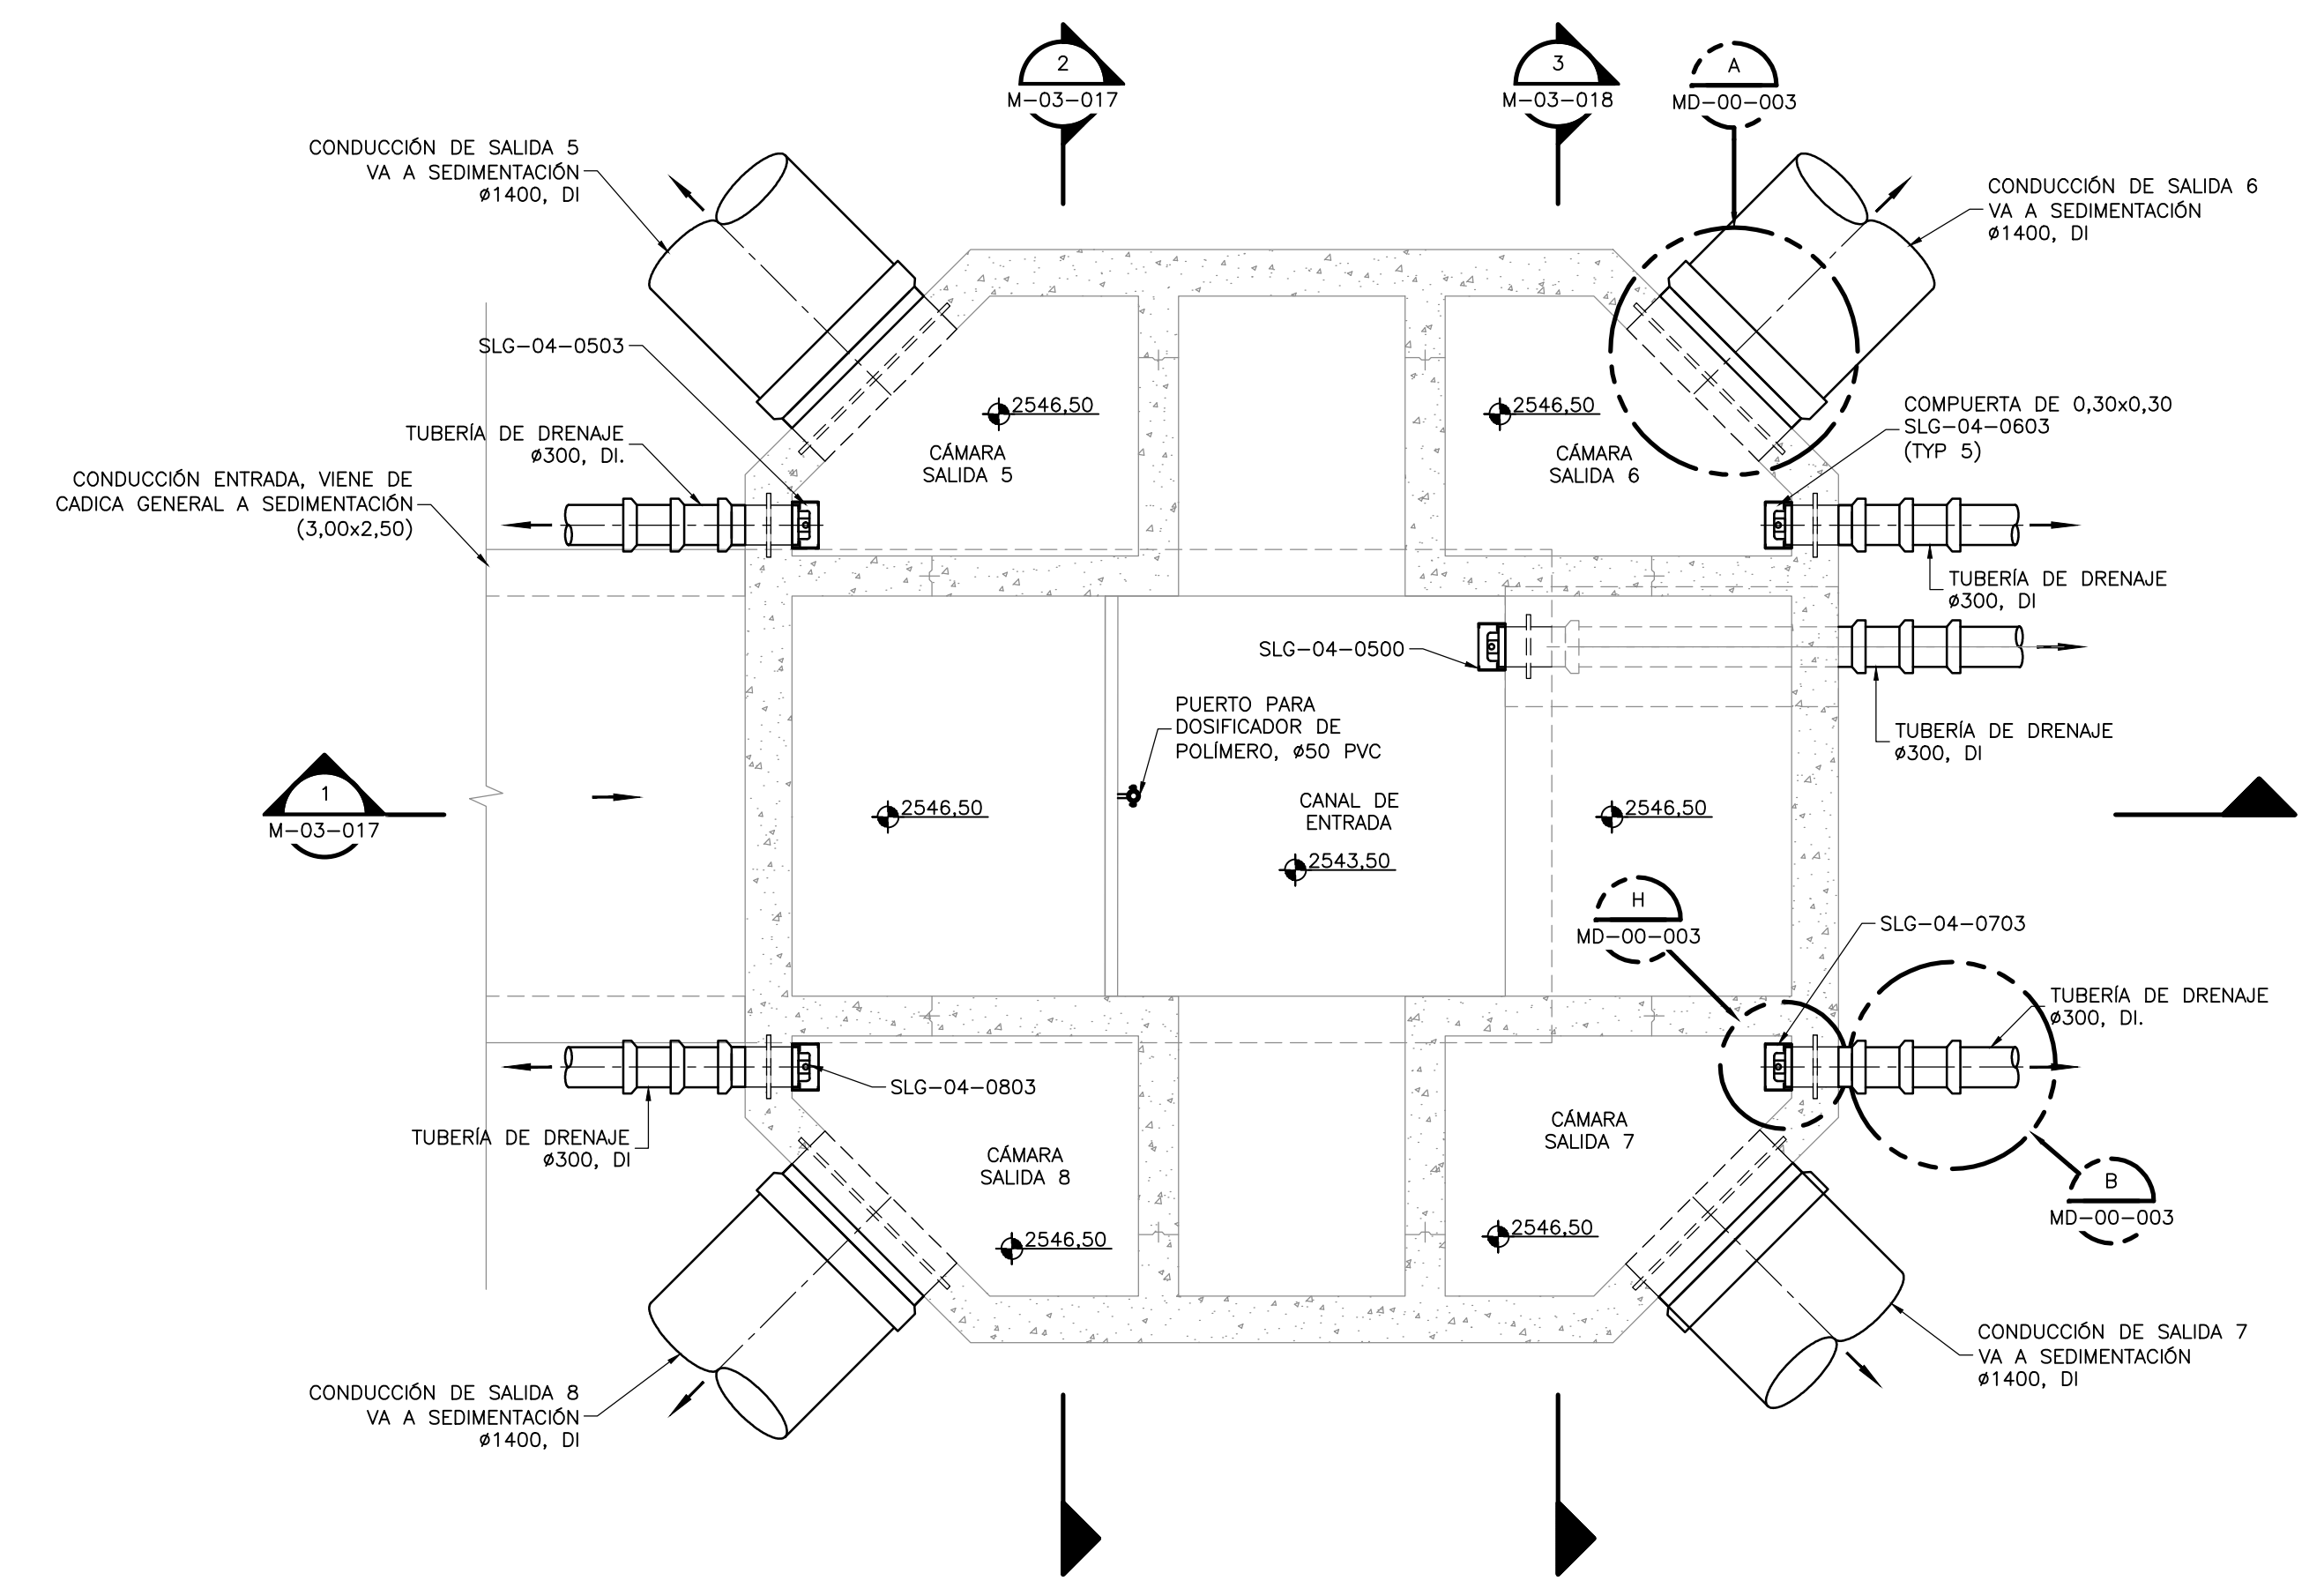 2
M-03-017
3
M-03-018
A
MD-00-003
CONDUCCIÓN DE SALIDA 5
VA A SEDIMENTACIÓN
ø1400, DI
CONDUCCIÓN DE SALIDA 6
VA A SEDIMENTACIÓN
ø1400, DI
SLG-04-0503
TUBERÍA DE DRENAJE
ø300, DI.
CONDUCCIÓN ENTRADA, VIENE DE
CADICA GENERAL A SEDIMENTACIÓN
(3,00x2,50)
2546,50
CÁMARA
SALIDA 5
2546,50
CÁMARA
SALIDA 6
COMPUERTA DE 0,30x0,30
SLG-04-0603
(TYP 5)
TUBERÍA DE DRENAJE
ø300, DI
SLG-04-0500
TUBERÍA DE DRENAJE
ø300, DI
PUERTO PARA
DOSIFICADOR DE
POLÍMERO, ø50 PVC
1
M-03-017
2546,50
CANAL DE
ENTRADA
2543,50
2546,50
H
MD-00-003
SLG-04-0703
TUBERÍA DE DRENAJE
ø300, DI.
SLG-04-0803
TUBERÍA DE DRENAJE
ø300, DI
CÁMARA
SALIDA 8
2546,50
CÁMARA
SALIDA 7
2546,50
B
MD-00-003
CONDUCCIÓN DE SALIDA 7
VA A SEDIMENTACIÓN
ø1400, DI
CONDUCCIÓN DE SALIDA 8
VA A SEDIMENTACIÓN
ø1400, DI